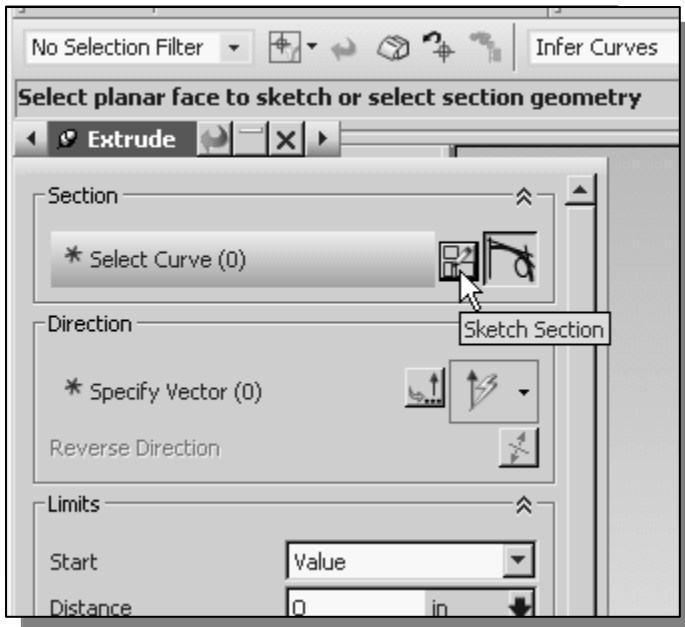 No Selection Filter Infer Curves
Select planar face to sketch or select section geometry
Extrude
Section
* Select Curve (0)
Sketch Section
Direction
* Specify Vector (0)
Reverse Direction
Limits
Start Value
Distance 0 in